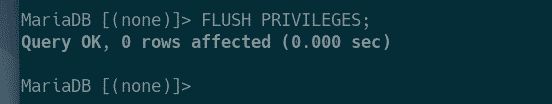 MariaDB [(none)]> FLUSH PRIVILEGES;
Query OK, 0 rows affected (0.000 sec)
MariaDB [(none)]>